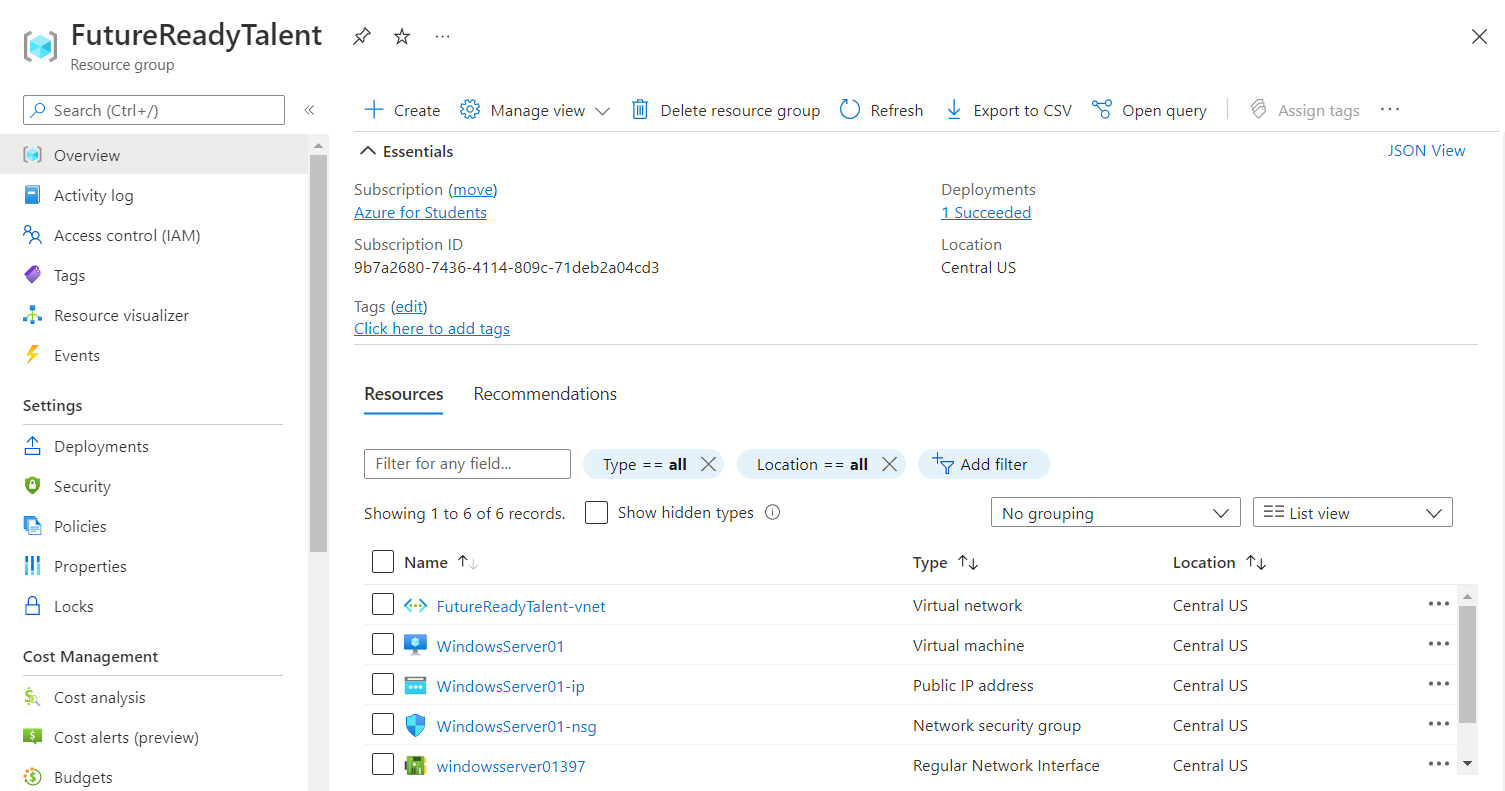 FutureReadyTalent
Resource group
Search (Ctrl+/)
Overview
Activity log
Access control (IAM)
Tags
Resource visualizer
Events
Settings
Deployments
Security
Policies
Properties
Locks
Cost Management
Cost analysis
Cost alerts (preview)
Budgets
Create
Manage view
Delete resource group
Refresh
Export to CSV
Open query
Assign tags
Essentials
JSON View
Subscription (move)
Azure for Students
Subscription ID
9b7a2680-7436-4114-809c-71deb2a04cd3
Tags (edit)
Click here to add tags
Deployments
1 Succeeded
Location
Central US
Resources Recommendations
Filter for any field...
Type == all
Location == all
Add filter
Showing 1 to 6 of 6 records.
Show hidden types
No grouping
List view
Name Type Location
FutureReadyTalent-vnet Virtual network Central US
WindowsServer01 Virtual machine Central US
WindowsServer01-ip Public IP address Central US
WindowsServer01-nsg Network security group Central US
windowsserver01397 Regular Network Interface Central US